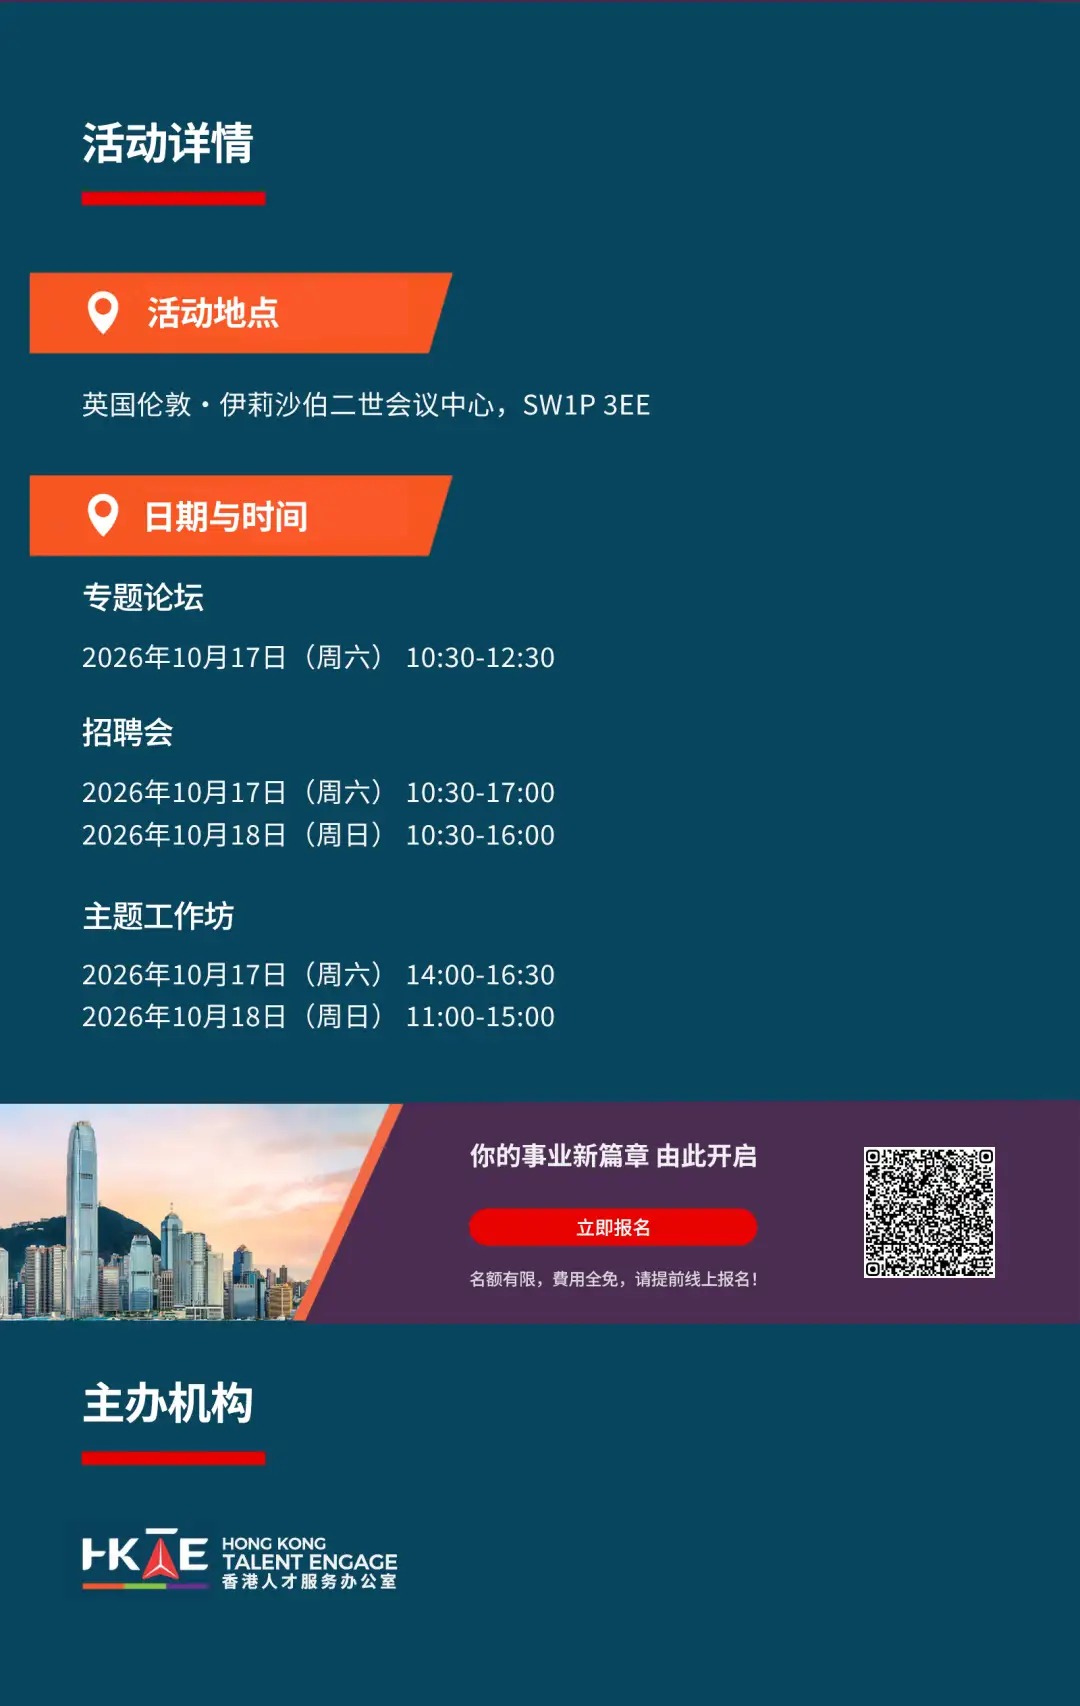 活动详情
活动地点
英国伦敦·伊莉沙伯二世会议中心，SW1P 3EE
日期与时间
专题论坛
2026年10月17日（周六） 10:30-12:30
招聘会
2026年10月17日（周六） 10:30-17:00
2026年10月18日（周日） 10:30-16:00
主题工作坊
2026年10月17日（周六） 14:00-16:30
2026年10月18日（周日） 11:00-15:00
你的事业新篇章 由此开启
立即报名
名额有限，費用全免，请提前线上报名！
主办机构
HKTE
HONG KONG
TALENT ENGAGE
香港人才服务办公室